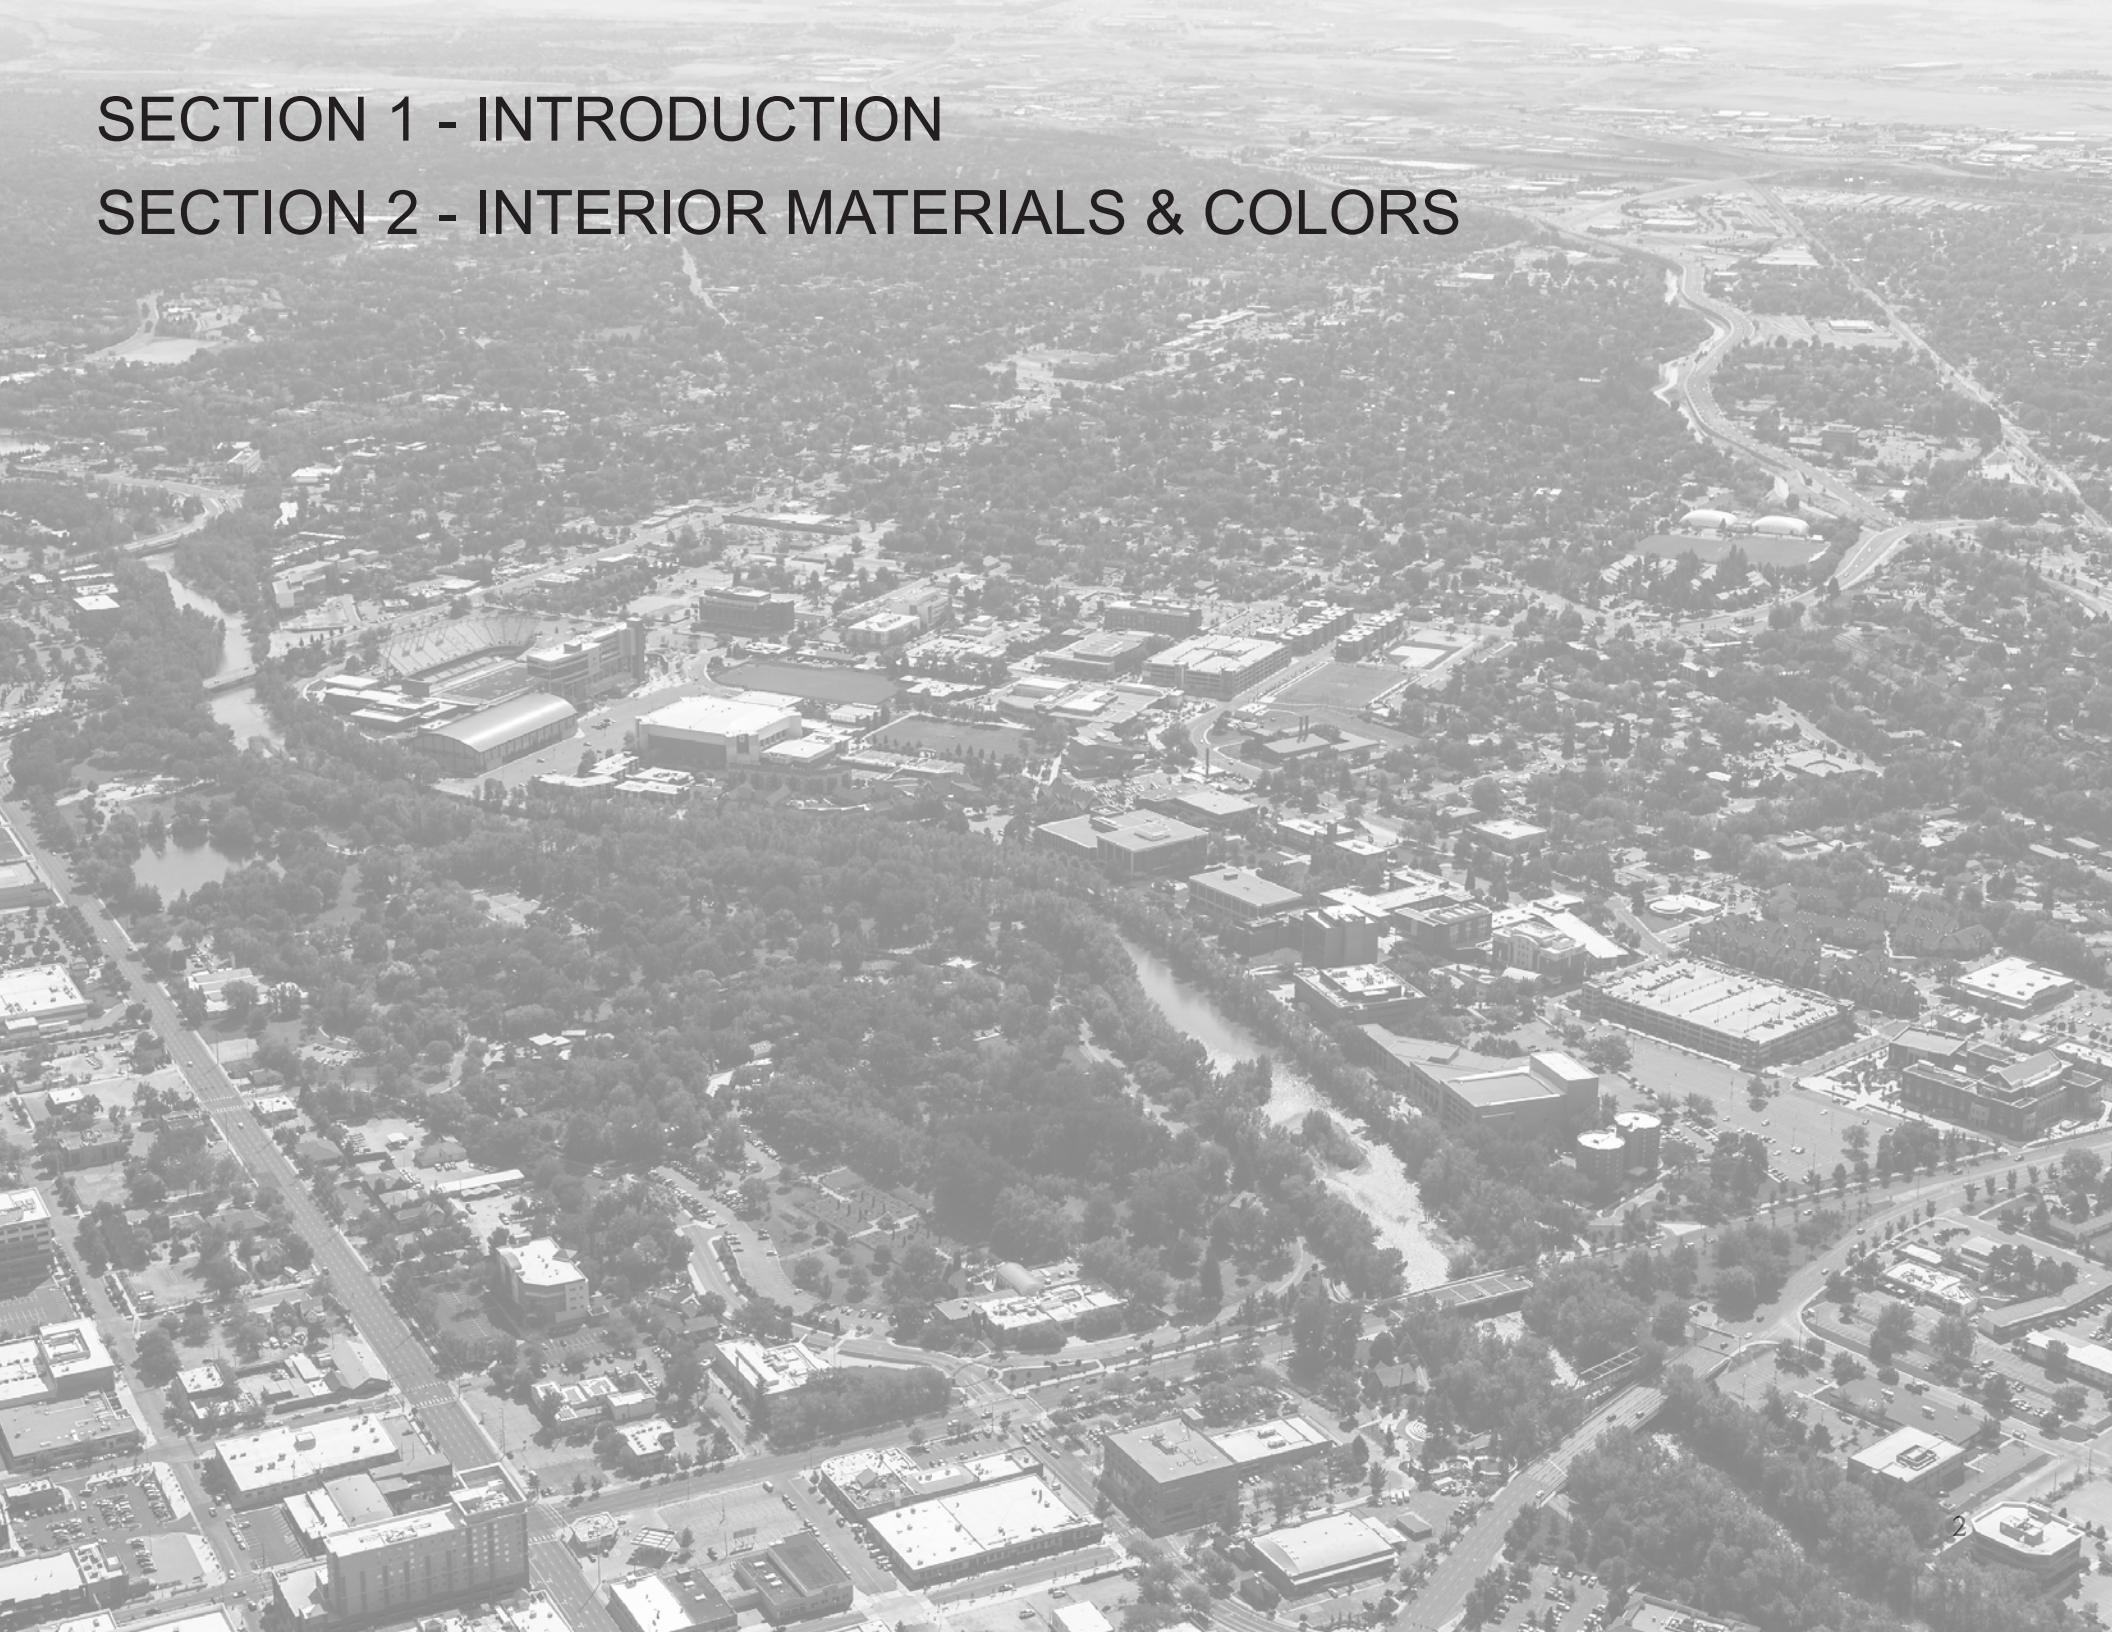 SECTION 1 - INTRODUCTION
SECTION 2 - INTERIOR MATERIALS & COLORS
2